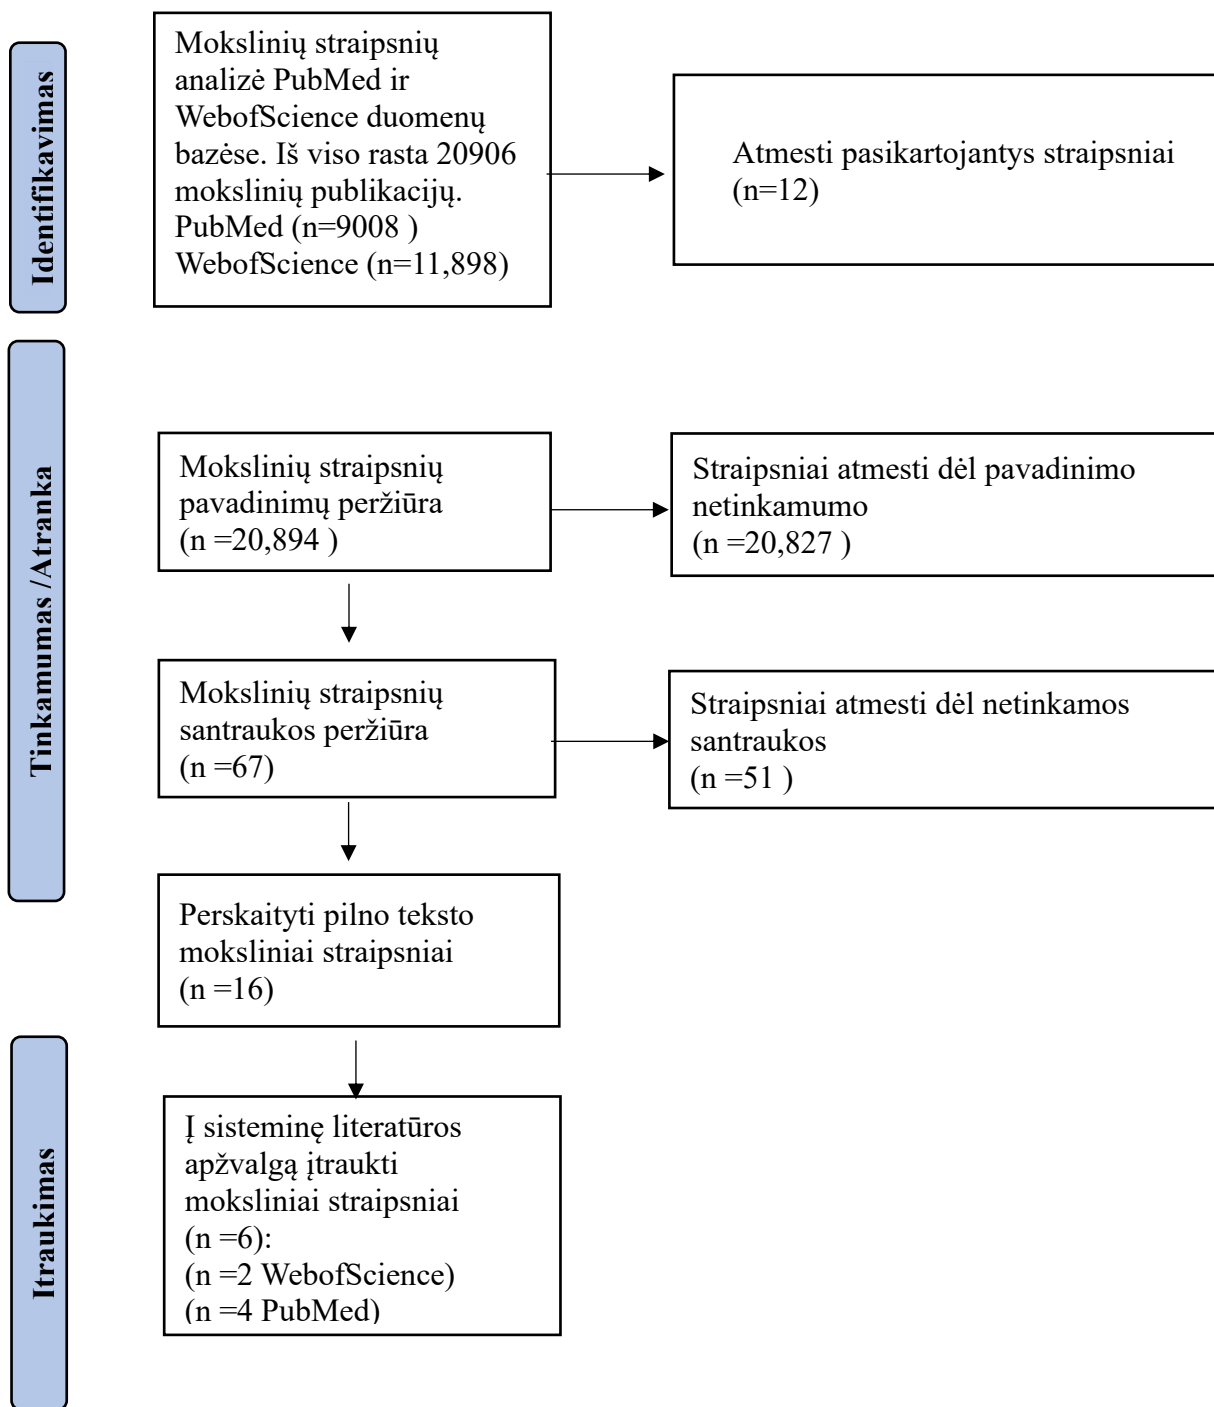 Identifikavimas
Mokslinių straipsnių
analizė PubMed ir
WebofScience duomenų
bazėse. Iš viso rasta 20906
mokslinių publikacijų.
PubMed (n=9008 )
WebofScience (n=11,898)
Atmesti pasikartojantys straipsniai
(n=12)
Tinkamumas /Atranka
Mokslinių straipsnių
pavadinimų peržiūra
(n =20,894 )
Straipsniai atmesti dėl pavadinimo
netinkamumo
(n =20,827 )
Mokslinių straipsnių
santraukos peržiūra
(n =67)
Straipsniai atmesti dėl netinkamos
santraukos
(n =51 )
Perskaityti pilno teksto
moksliniai straipsniai
(n =16)
Itraukimas
Į sisteminę literatūros
apžvalgą įtraukti
moksliniai straipsniai
(n =6):
(n =2 WebofScience)
(n =4 PubMed)